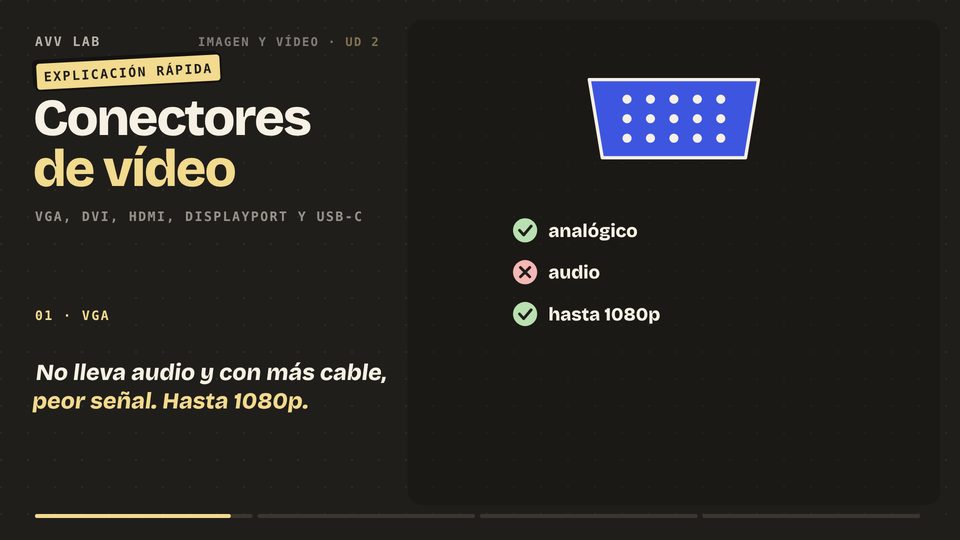 AVV LAB
IMAGEN Y VÍDEO · UD 2
EXPLICACIÓN RÁPIDA
Conectores
de vídeo
VGA, DVI, HDMI, DISPLAYPORT Y USB-C
01 · VGA
No lleva audio y con más cable,
peor señal. Hasta 1080p.
analógico
audio
hasta 1080p